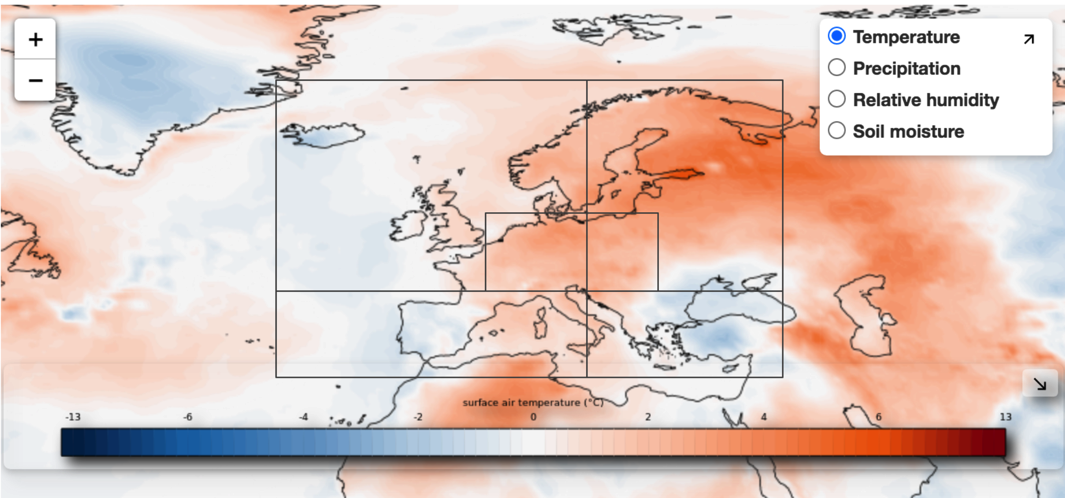 +
−
Temperature
Precipitation
Relative humidity
Soil moisture
surface air temperature (°C)
-13 -6 -4 -2 0 2 4 6 13